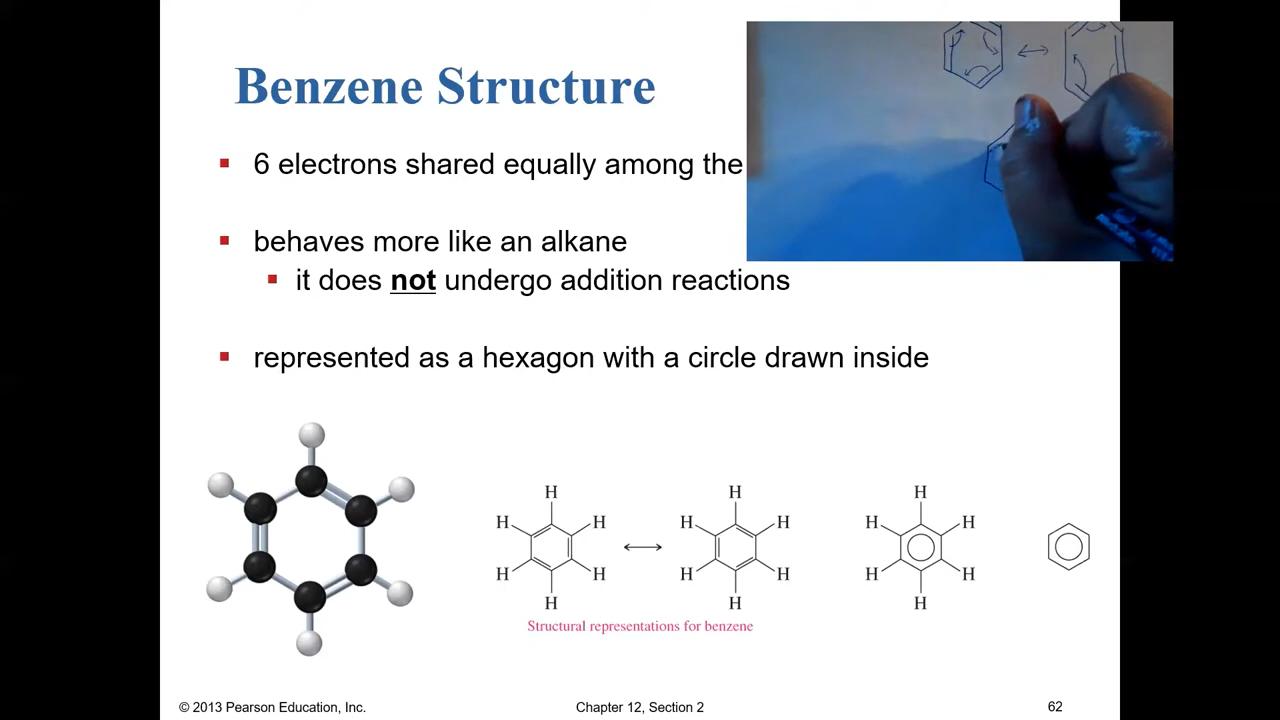 Benzene Structure
▪ 6 electrons shared equally among the
▪ behaves more like an alkane
▪ it does not undergo addition reactions
▪ represented as a hexagon with a circle drawn inside
H H H
H H H H H H H H
H H H H H H
H H H
Structural representations for benzene
© 2013 Pearson Education, Inc. Chapter 12, Section 2 62